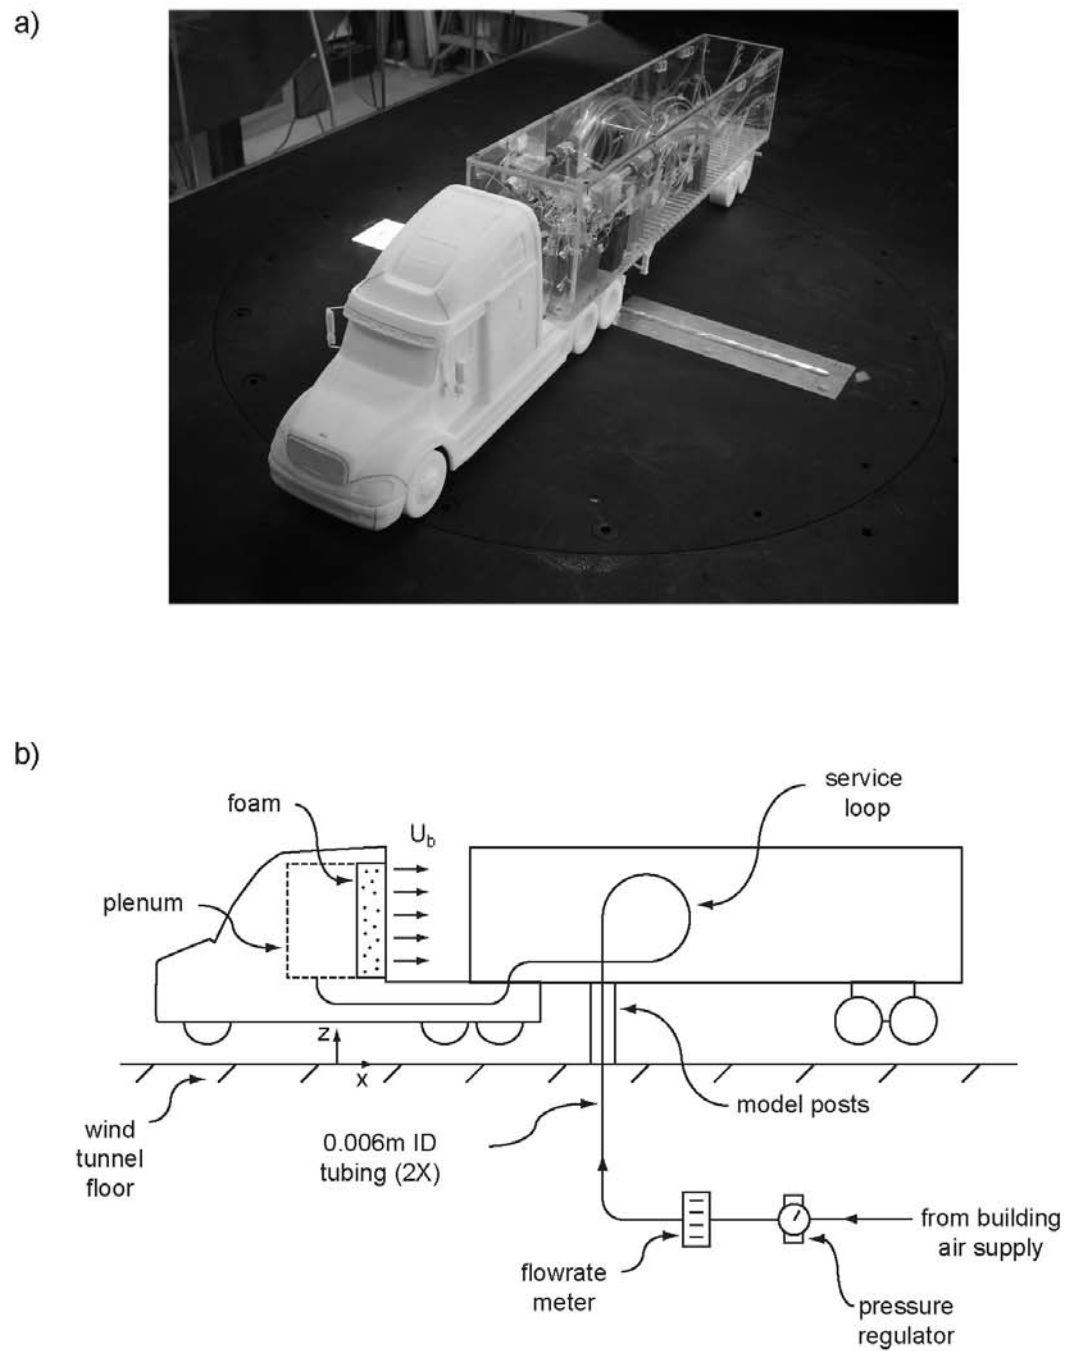 a)
b)
service
loop
foam
U_b
plenum
z
x
model posts
wind
tunnel
floor
0.006m ID
tubing (2X)
from building
air supply
flowrate
meter
pressure
regulator